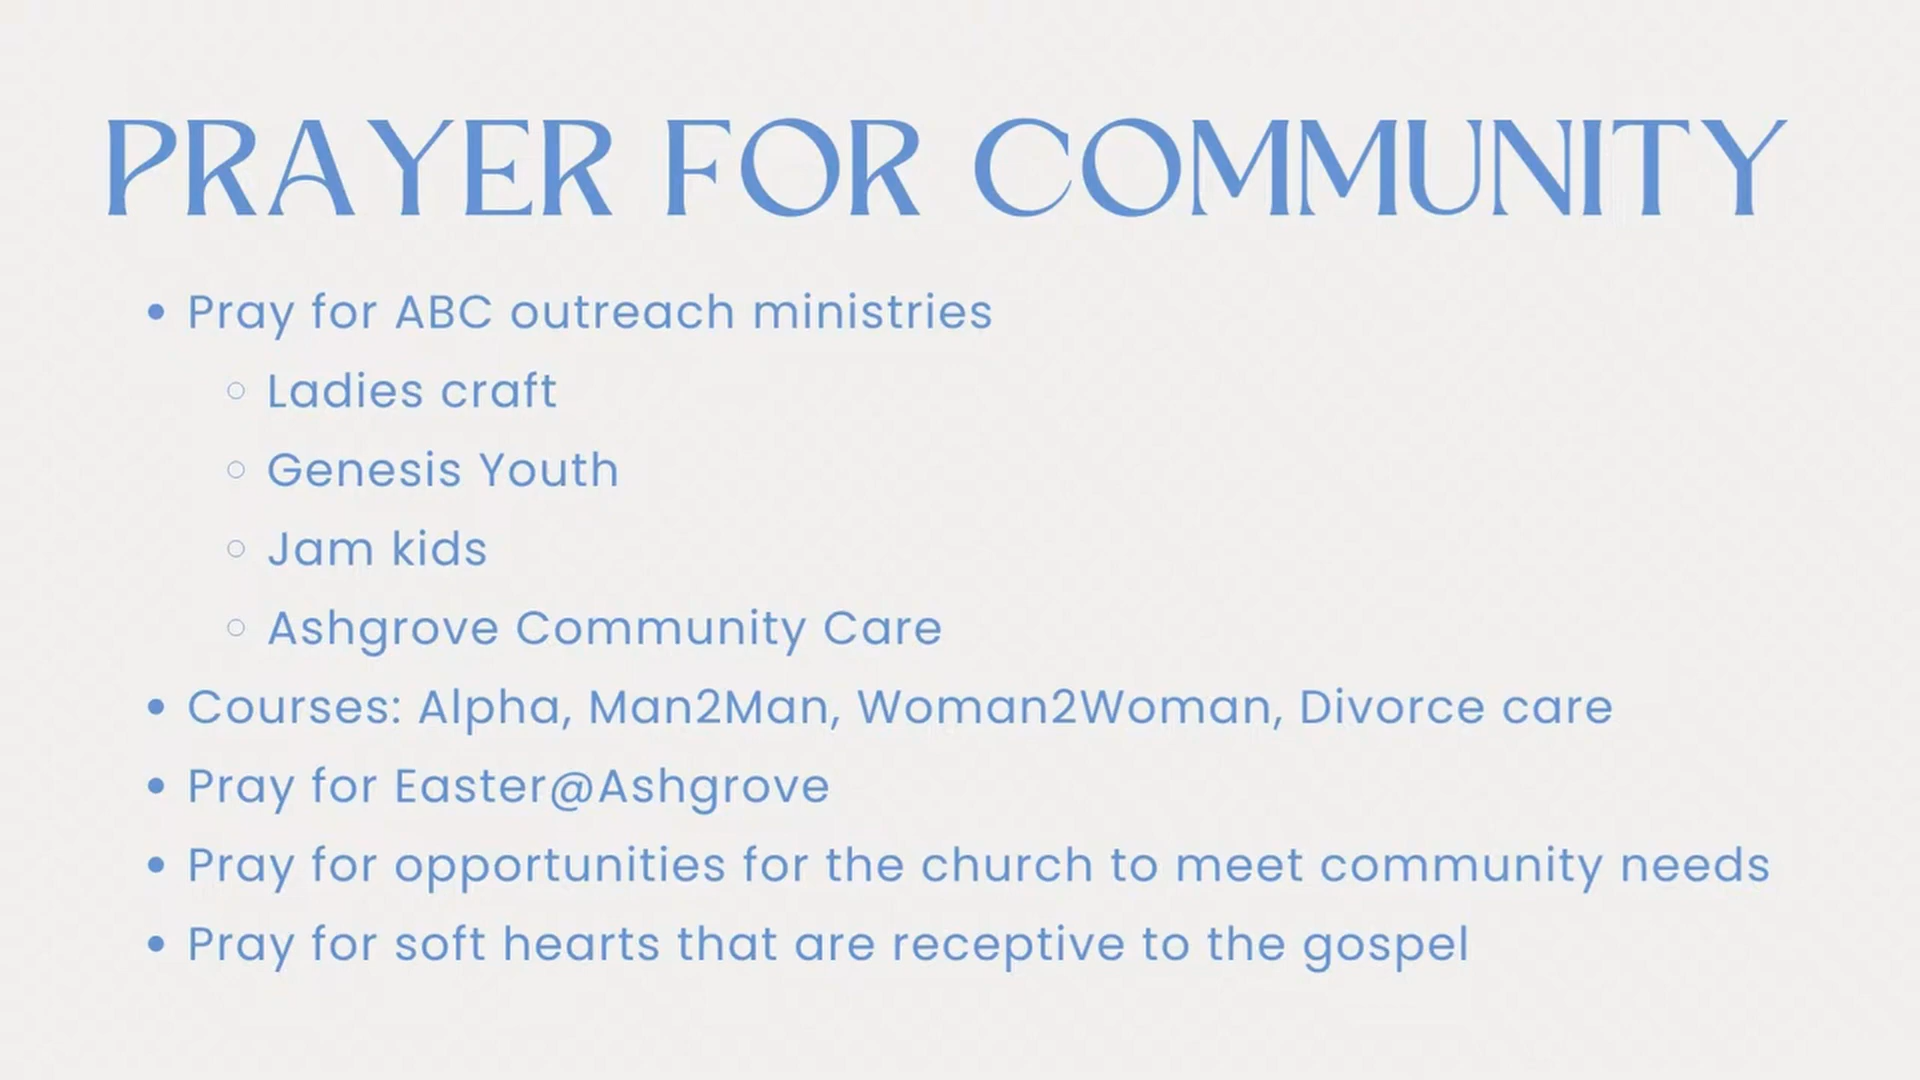 PRAYER FOR COMMUNITY
• Pray for ABC outreach ministries
○ Ladies craft
○ Genesis Youth
○ Jam kids
○ Ashgrove Community Care
• Courses: Alpha, Man2Man, Woman2Woman, Divorce care
• Pray for Easter@Ashgrove
• Pray for opportunities for the church to meet community needs
• Pray for soft hearts that are receptive to the gospel